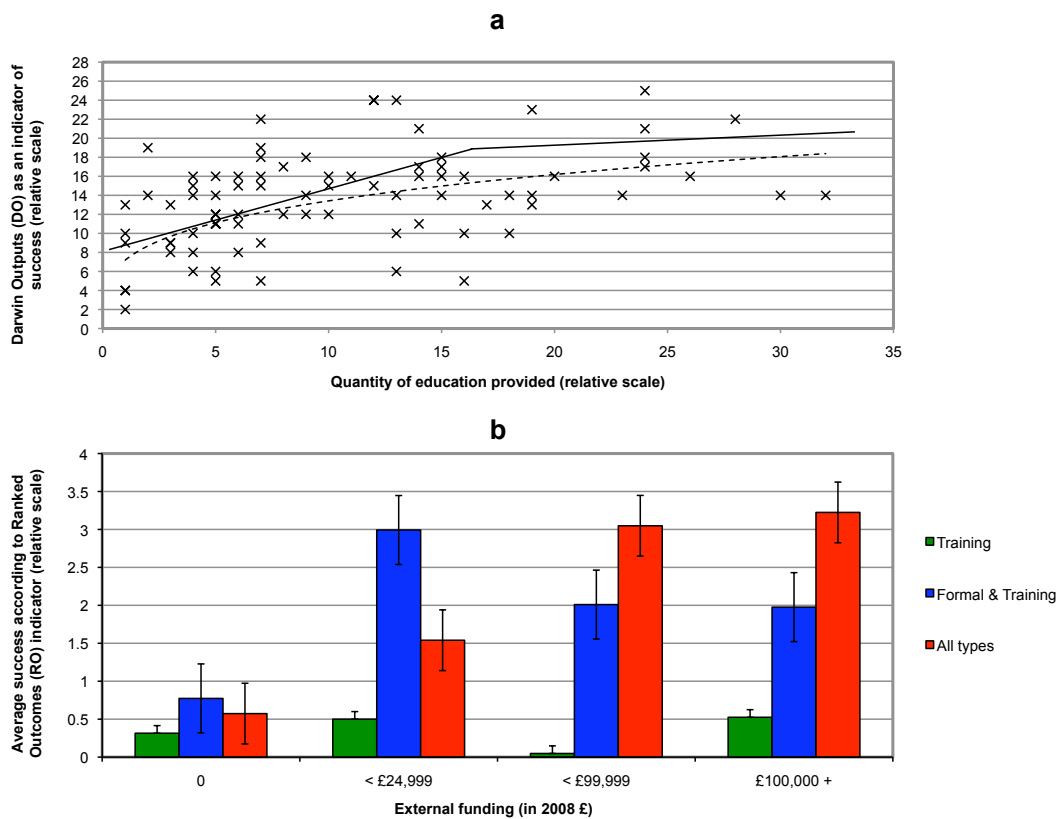 a
Darwin Outputs (DO) as an indicator of
success (relative scale)
28
26
24
22
20
18
16
14
12
10
8
6
4
2
0
0 5 10 15 20 25 30 35
Quantity of education provided (relative scale)
b
Average success according to Ranked
Outcomes (RO) indicator (relative scale)
4
3.5
3
2.5
2
1.5
1
0.5
0
0 < £24,999 < £99,999 £100,000 +
External funding (in 2008 £)
Training
Formal & Training
All types